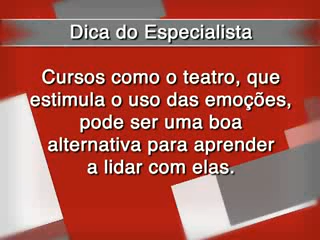 Dica do Especialista
Cursos como o teatro, que
estimula o uso das emoções,
pode ser uma boa
alternativa para aprender
a lidar com elas.